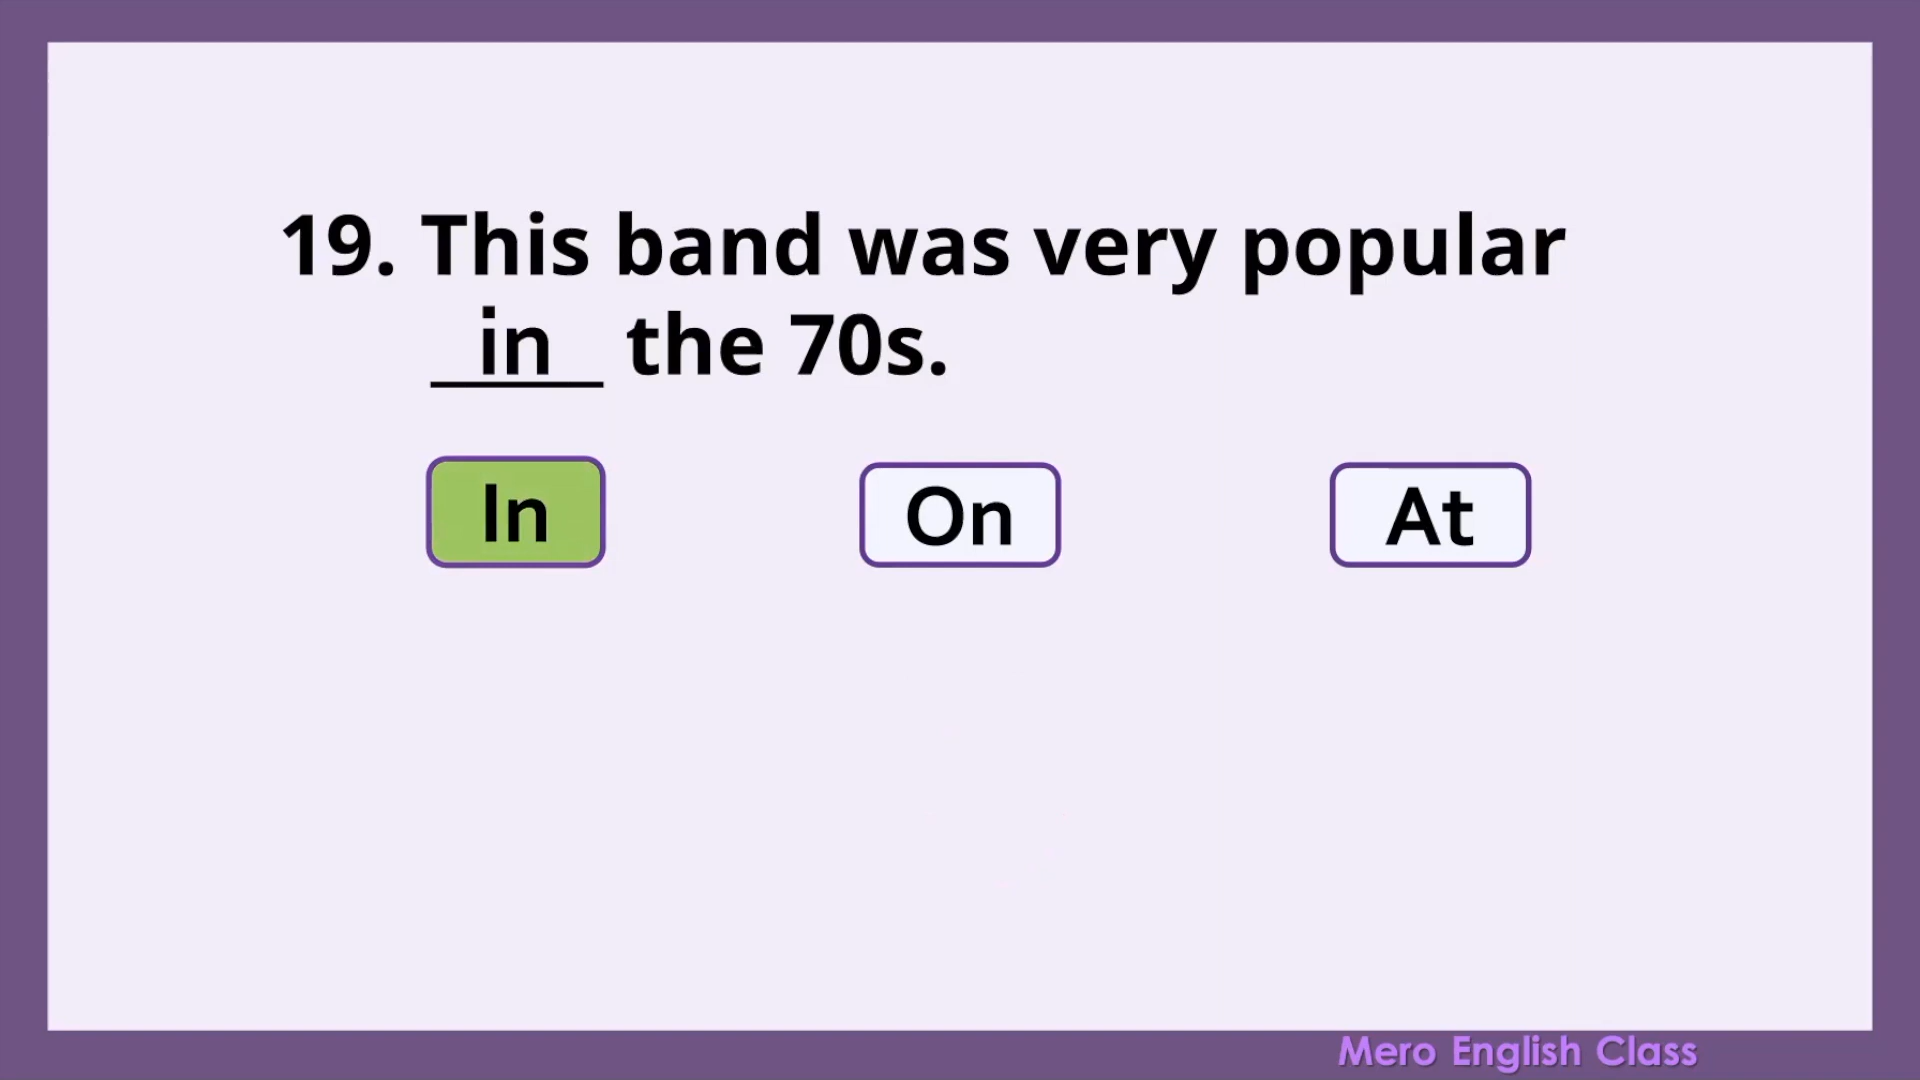 19. This band was very popular
in the 70s.
In On At
Mero English Class